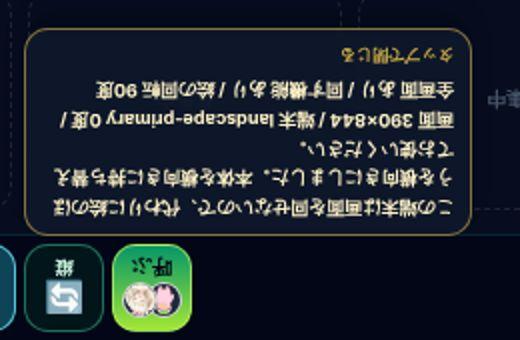 この端末は画面を回せないので、代わりに絵のほ
うを横向きにしました。本体を横向きに持ち替え
てお使いください。
画面 390×844 / 端末 landscape-primary 0度 /
全画面 あり / 回す機能 あり / 絵の回転 90度
タップで閉じる
呼ぶ
縦
中